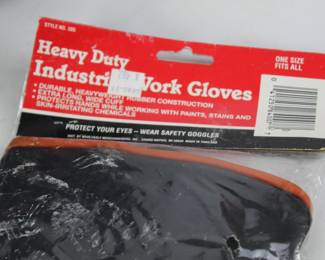 STYLE NO. 505
Heavy Duty
Industrial Work Gloves
ONE SIZE
FITS ALL
• DURABLE, HEAVYWEIGHT RUBBER CONSTRUCTION
• EXTRA LONG, WIDE CUFF
• PROTECTS HANDS WHILE WORKING WITH PAINTS, STAINS AND
SKIN-IRRITATING CHEMICALS
PROTECT YOUR EYES – WEAR SAFETY GOGGLES